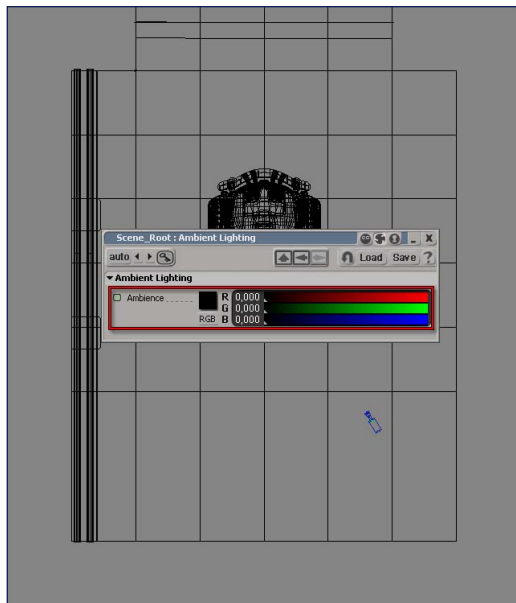 Scene_Root : Ambient Lighting
auto Load Save ?
Ambient Lighting
Ambience R 0,000
G 0,000
RGB B 0,000